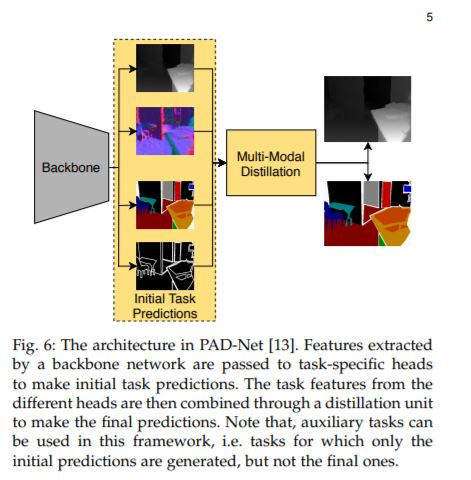 5
Backbone
Multi-Modal
Distillation
Initial Task
Predictions
Fig. 6: The architecture in PAD-Net [13]. Features extracted
by a backbone network are passed to task-specific heads
to make initial task predictions. The task features from the
different heads are then combined through a distillation unit
to make the final predictions. Note that, auxiliary tasks can
be used in this framework, i.e. tasks for which only the
initial predictions are generated, but not the final ones.